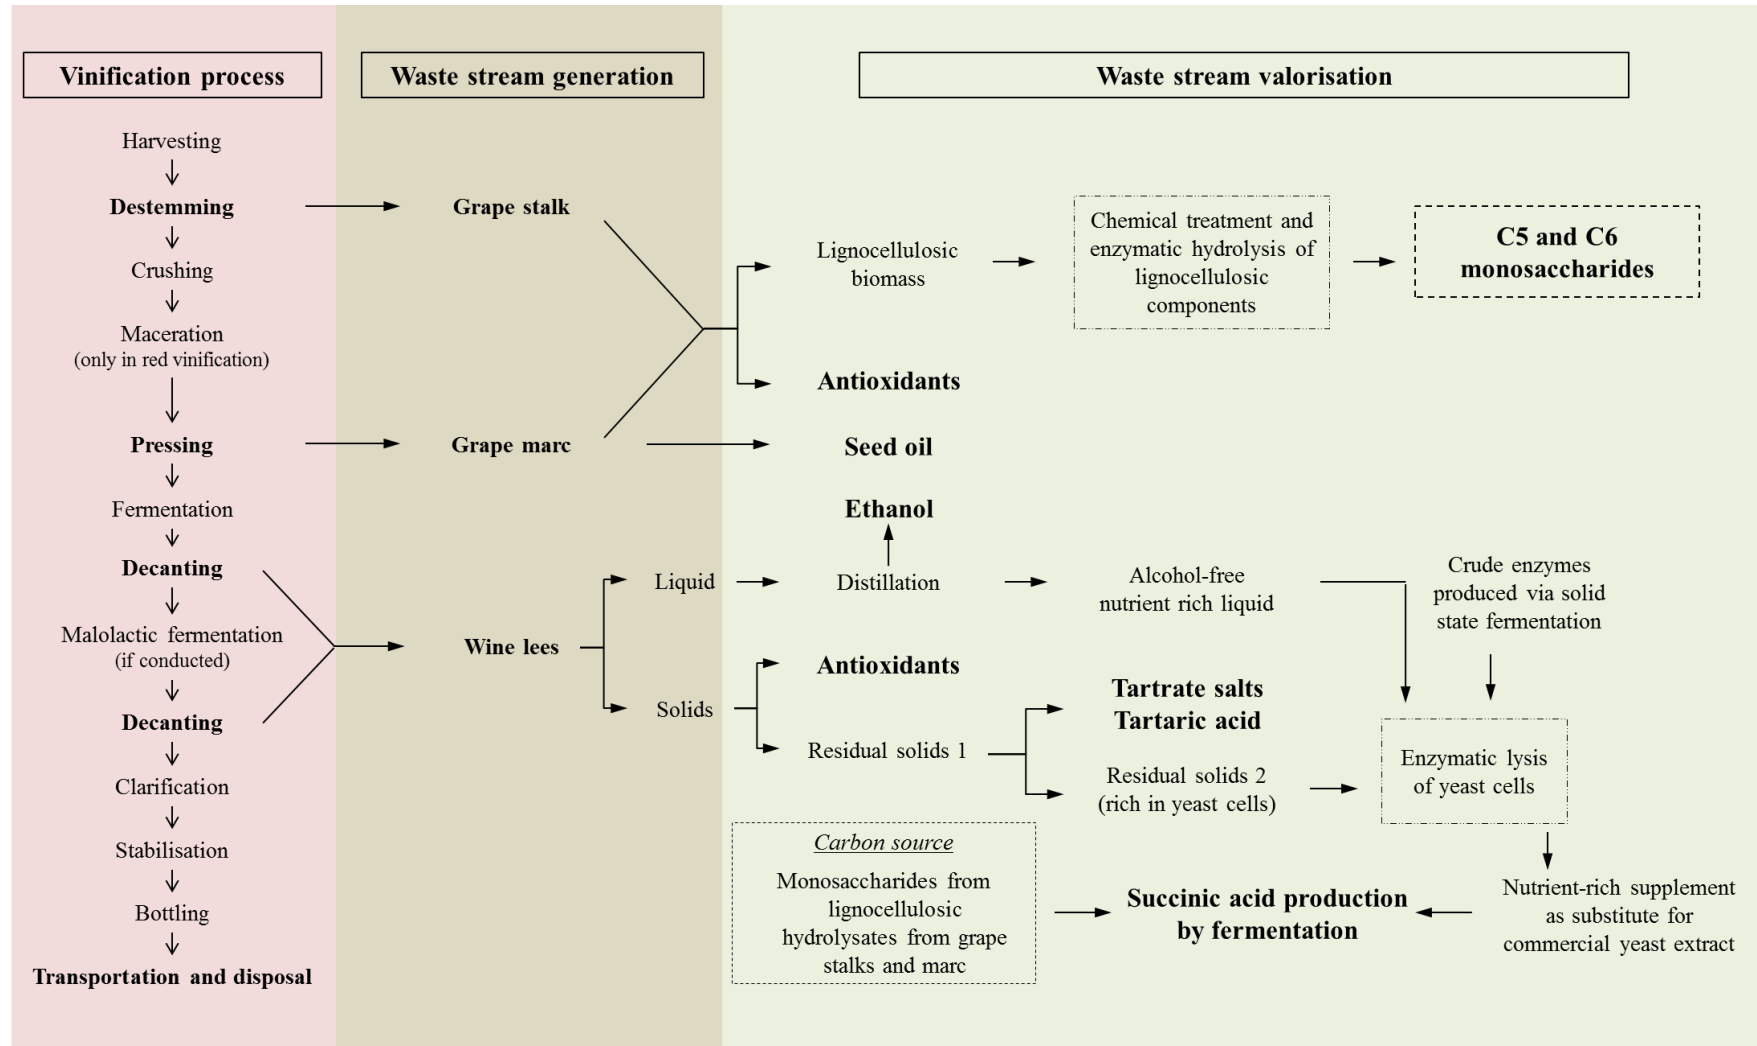 Vinification process
Waste stream generation
Waste stream valorisation
Harvesting
Destemming
Crushing
Maceration
(only in red vinification)
Pressing
Fermentation
Decanting
Malolactic fermentation
(if conducted)
Decanting
Clarification
Stabilisation
Bottling
Transportation and disposal
Grape stalk
Grape marc
Wine lees
Liquid
Solids
Lignocellulosic
biomass
Chemical treatment and
enzymatic hydrolysis of
lignocellulosic
components
C5 and C6
monosaccharides
Antioxidants
Seed oil
Ethanol
Distillation
Alcohol-free
nutrient rich liquid
Crude enzymes
produced via solid
state fermentation
Antioxidants
Residual solids 1
Tartrate salts
Tartaric acid
Residual solids 2
(rich in yeast cells)
Enzymatic lysis
of yeast cells
Carbon source
Monosaccharides from
lignocellulosic
hydrolysates from grape
stalks and marc
Succinic acid production
by fermentation
Nutrient-rich supplement
as substitute for
commercial yeast extract